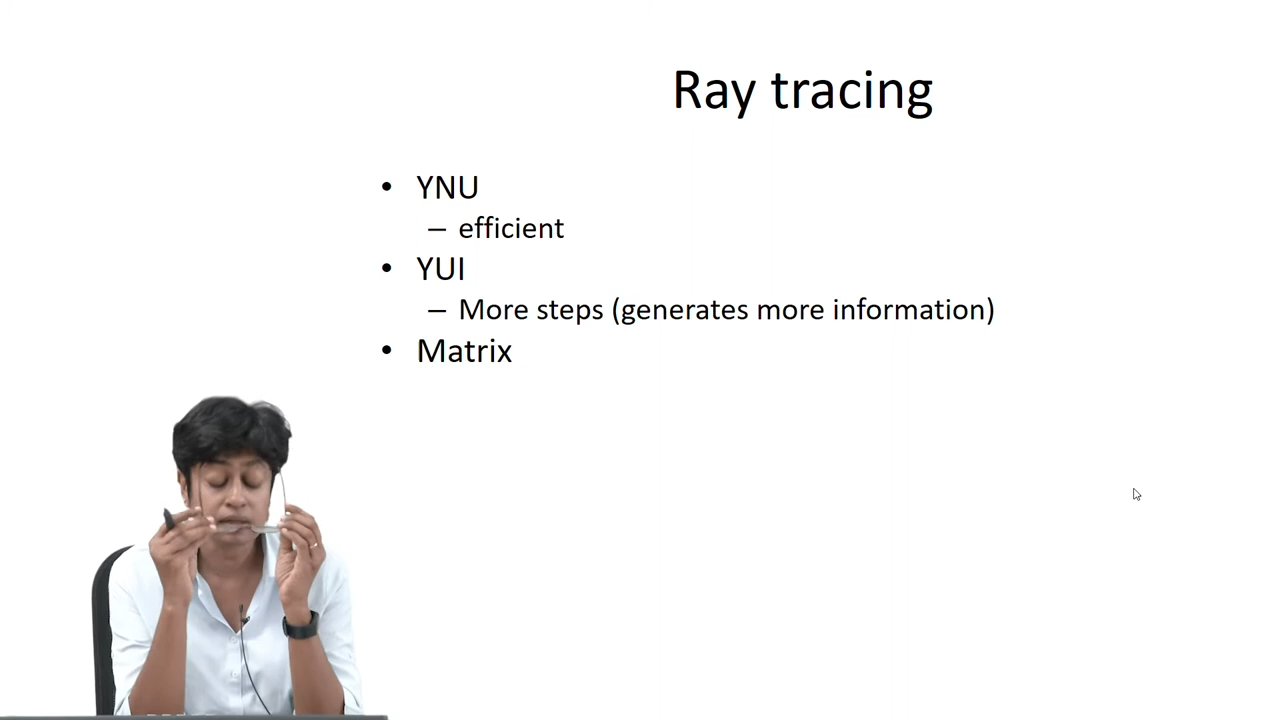 Ray tracing
• YNU
– efficient
• YUI
– More steps (generates more information)
• Matrix